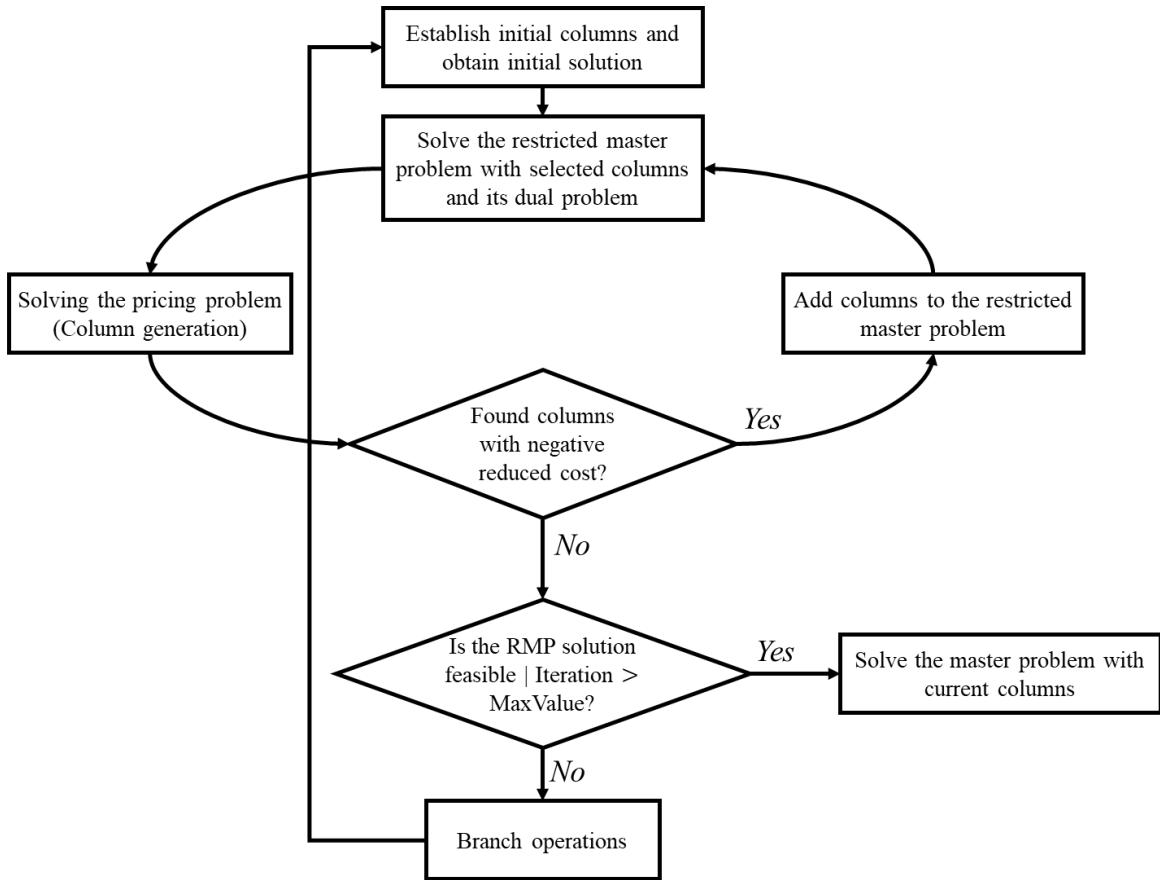 Establish initial columns and
obtain initial solution
Solve the restricted master
problem with selected columns
and its dual problem
Solving the pricing problem
(Column generation)
Add columns to the restricted
master problem
Found columns
with negative
reduced cost?
Yes
No
Is the RMP solution
feasible | Iteration >
MaxValue?
Yes
Solve the master problem with
current columns
No
Branch operations